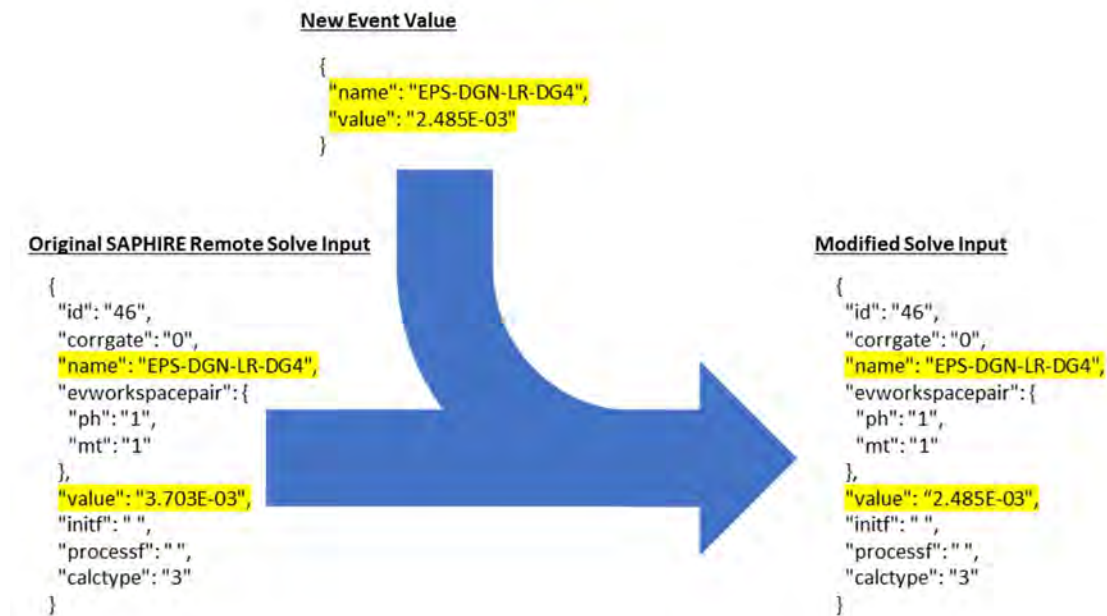 New Event Value
{
"name": "EPS-DGN-LR-DG4",
"value": "2.485E-03"
}
Original SAPHIRE Remote Solve Input
{
"id": "46",
"corrgate": "0",
"name": "EPS-DGN-LR-DG4",
"evworkspacepair": {
"ph": "1",
"mt": "1"
},
"value": "3.703E-03",
"initf": " ",
"processf": " ",
"calctype": "3"
}
Modified Solve Input
{
"id": "46",
"corrgate": "0",
"name": "EPS-DGN-LR-DG4",
"evworkspacepair": {
"ph": "1",
"mt": "1"
},
"value": "2.485E-03",
"initf": " ",
"processf": " ",
"calctype": "3"
}